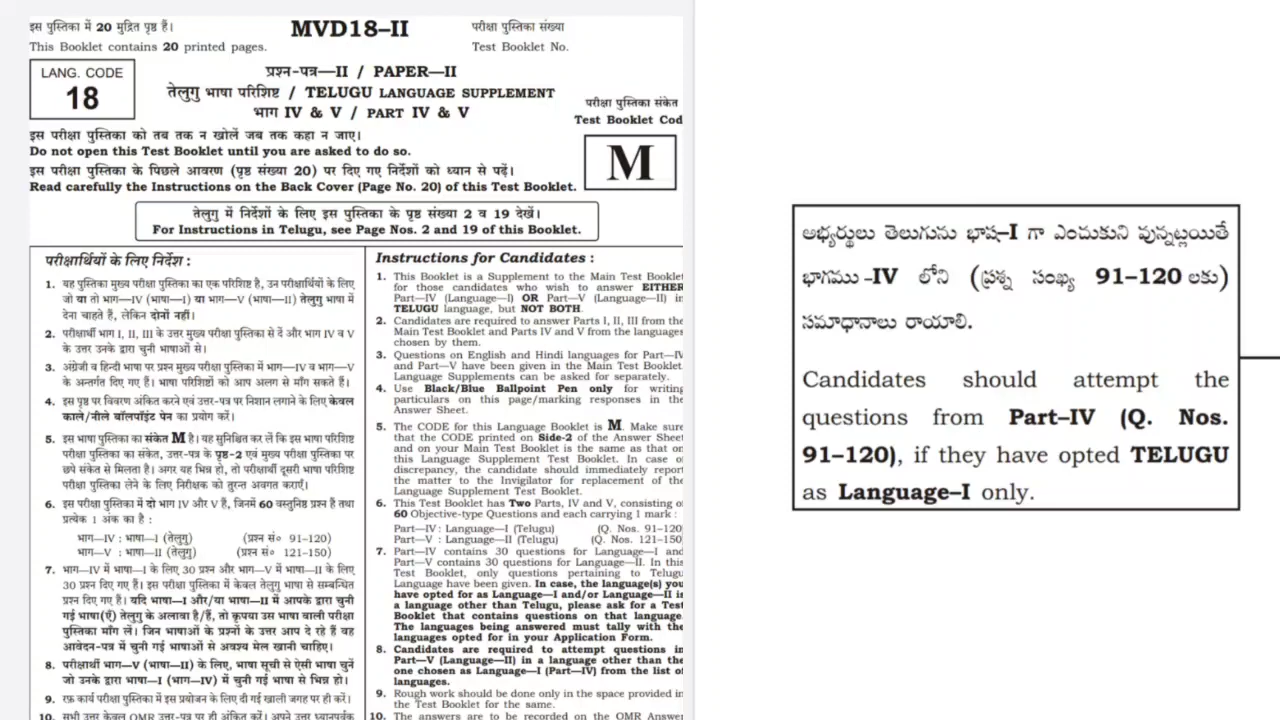 इस पुस्तिका में 20 मुद्रित पृष्ठ हैं।
This Booklet contains 20 printed pages.
MVD18–II
परीक्षा पुस्तिका संख्या
Test Booklet No.
LANG. CODE
18
प्रश्न-पत्र—II / PAPER—II
तेलुगु भाषा परिशिष्ट / TELUGU LANGUAGE SUPPLEMENT
भाग IV & V / PART IV & V
परीक्षा पुस्तिका संकेत
Test Booklet Cod
M
इस परीक्षा पुस्तिका को तब तक न खोलें जब तक कहा न जाए।
Do not open this Test Booklet until you are asked to do so.
इस परीक्षा पुस्तिका के पिछले आवरण (पृष्ठ संख्या 20) पर दिए गए निर्देशों को ध्यान से पढ़ें।
Read carefully the Instructions on the Back Cover (Page No. 20) of this Test Booklet.
तेलुगु में निर्देशों के लिए इस पुस्तिका के पृष्ठ संख्या 2 व 19 देखें।
For Instructions in Telugu, see Page Nos. 2 and 19 of this Booklet.
परीक्षार्थियों के लिए निर्देश :
1. यह पुस्तिका मुख्य परीक्षा पुस्तिका का एक परिशिष्ट है, उन परीक्षार्थियों के लिए
जो या तो भाग—IV (भाषा—I) या भाग—V (भाषा—II) तेलुगु भाषा में
देना चाहते हैं, लेकिन दोनों नहीं।
2. परीक्षार्थी भाग I, II, III के उत्तर मुख्य परीक्षा पुस्तिका से दें और भाग IV व V
के उत्तर उनके द्वारा चुनी भाषाओं से।
3. अंग्रेजी व हिन्दी भाषा पर प्रश्न मुख्य परीक्षा पुस्तिका में भाग—IV व भाग—V
के अन्तर्गत दिए गए हैं। भाषा परिशिष्टों को आप अलग से माँग सकते हैं।
4. इस पृष्ठ पर विवरण अंकित करने एवं उत्तर-पत्र पर निशान लगाने के लिए केवल
काले/नीले बॉलपॉइंट पेन का प्रयोग करें।
5. इस भाषा पुस्तिका का संकेत M है। यह सुनिश्चित कर लें कि इस भाषा परिशिष्ट
परीक्षा पुस्तिका का संकेत, उत्तर-पत्र के पृष्ठ-2 एवं मुख्य परीक्षा पुस्तिका पर
छपे संकेत से मिलता है। अगर यह भिन्न हो, तो परीक्षार्थी दूसरी भाषा परिशिष्ट
परीक्षा पुस्तिका लेने के लिए निरीक्षक को तुरन्त अवगत कराएँ।
6. इस परीक्षा पुस्तिका में दो भाग IV और V हैं, जिनमें 60 वस्तुनिष्ठ प्रश्न हैं तथा
प्रत्येक 1 अंक का है :
भाग—IV : भाषा—I (तेलुगु) (प्रश्न सं० 91–120)
भाग—V : भाषा—II (तेलुगु) (प्रश्न सं० 121–150)
7. भाग—IV में भाषा—I के लिए 30 प्रश्न और भाग—V में भाषा—II के लिए
30 प्रश्न दिए गए हैं। इस परीक्षा पुस्तिका में केवल तेलुगु भाषा से सम्बन्धित
प्रश्न दिए गए हैं। यदि भाषा—I और/या भाषा—II में आपके द्वारा चुनी
गई भाषा(एँ) तेलुगु के अलावा है/हैं, तो कृपया उस भाषा वाली परीक्षा
पुस्तिका माँग लें। जिन भाषाओं के प्रश्नों के उत्तर आप दे रहे हैं वह
आवेदन-पत्र में चुनी गई भाषाओं से अवश्य मेल खानी चाहिए।
8. परीक्षार्थी भाग—V (भाषा—II) के लिए, भाषा सूची से ऐसी भाषा चुनें
जो उनके द्वारा भाषा—I (भाग—IV) में चुनी गई भाषा से भिन्न हो।
9. रफ़ कार्य परीक्षा पुस्तिका में इस प्रयोजन के लिए दी गई खाली जगह पर ही करें।
10. सभी उत्तर केवल OMR उत्तर-पत्र पर ही अंकित करें। अपने उत्तर ध्यानपूर्वक
Instructions for Candidates :
1. This Booklet is a Supplement to the Main Test Booklet
for those candidates who wish to answer EITHER
Part—IV (Language—I) OR Part—V (Language—II) in
TELUGU language, but NOT BOTH.
2. Candidates are required to answer Parts I, II, III from the
Main Test Booklet and Parts IV and V from the languages
chosen by them.
3. Questions on English and Hindi languages for Part—IV
and Part—V have been given in the Main Test Booklet
Language Supplements can be asked for separately.
4. Use Black/Blue Ballpoint Pen only for writing
particulars on this page/marking responses in the
Answer Sheet.
5. The CODE for this Language Booklet is M. Make sure
that the CODE printed on Side-2 of the Answer Sheet
and on your Main Test Booklet is the same as that on
this Language Supplement Test Booklet. In case of
discrepancy, the candidate should immediately report
the matter to the Invigilator for replacement of the
Language Supplement Test Booklet.
6. This Test Booklet has Two Parts, IV and V, consisting of
60 Objective-type Questions and each carrying 1 mark :
Part—IV : Language—I (Telugu) (Q. Nos. 91–120
Part—V : Language—II (Telugu) (Q. Nos. 121–150
7. Part—IV contains 30 questions for Language—I and
Part—V contains 30 questions for Language—II. In this
Test Booklet, only questions pertaining to Telugu
Language have been given. In case, the language(s) you
have opted for as Language—I and/or Language—II is
a language other than Telugu, please ask for a Test
Booklet that contains questions on that language
The languages being answered must tally with the
languages opted for in your Application Form.
8. Candidates are required to attempt questions in
Part—V (Language—II) in a language other than the
one chosen as Language—I (Part—IV) from the list of
languages.
9. Rough work should be done only in the space provided in
the Test Booklet for the same.
10. The answers are to be recorded on the OMR Answer
అభ్యర్థులు తెలుగును భాష–I గా ఎంచుకుని వున్నట్లయితే
భాగము–IV లోని (ప్రశ్న సంఖ్య 91–120 లకు)
సమాధానాలు రాయాలి.
Candidates should attempt the
questions from Part–IV (Q. Nos.
91–120), if they have opted TELUGU
as Language–I only.